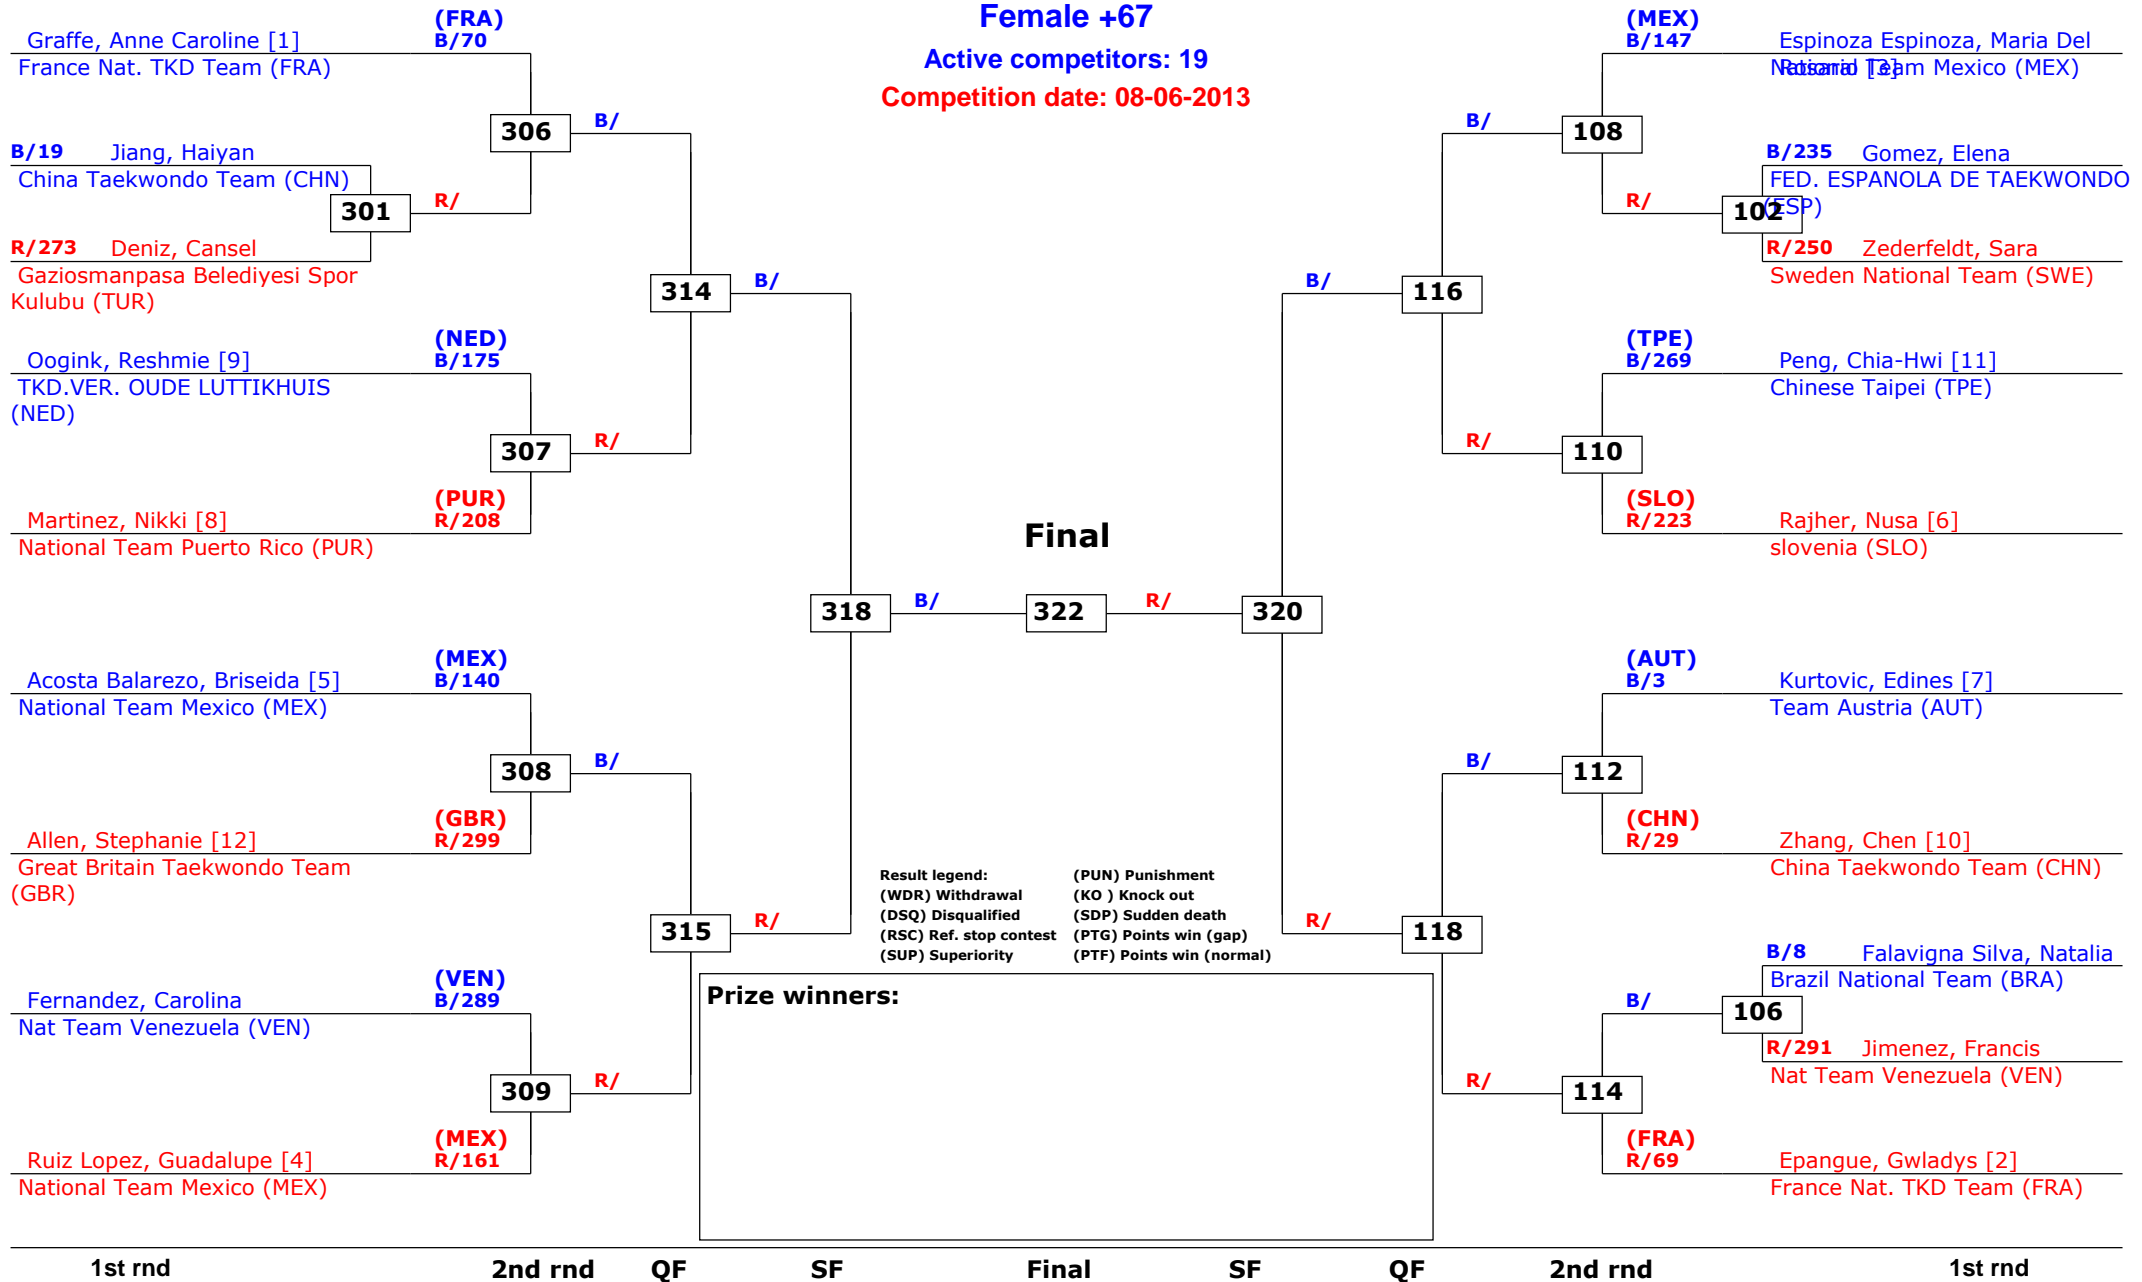 Female +67
Active competitors: 19
Competition date: 08-06-2013
Graffe, Anne Caroline [1]
(FRA)
B/70
France Nat. TKD Team (FRA)
306
B/
B/19 Jiang, Haiyan
China Taekwondo Team (CHN)
301
R/
R/273 Deniz, Cansel
Gaziosmanpasa Belediyesi Spor
Kulubu (TUR)
314
B/
Oogink, Reshmie [9]
(NED)
B/175
TKD.VER. OUDE LUTTIKHUIS
(NED)
307
R/
Martinez, Nikki [8]
(PUR)
R/208
National Team Puerto Rico (PUR)
318
B/
Acosta Balarezo, Briseida [5]
(MEX)
B/140
National Team Mexico (MEX)
308
B/
Allen, Stephanie [12]
(GBR)
R/299
Great Britain Taekwondo Team
(GBR)
315
R/
Fernandez, Carolina
(VEN)
B/289
Nat Team Venezuela (VEN)
309
R/
Ruiz Lopez, Guadalupe [4]
(MEX)
R/161
National Team Mexico (MEX)
Final
322
R/
320
(MEX)
B/147
Espinoza Espinoza, Maria Del
Rosario [3]
National Team Mexico (MEX)
B/
108
B/235 Gomez, Elena
FED. ESPANOLA DE TAEKWONDO
(ESP)
R/
102
R/250 Zederfeldt, Sara
Sweden National Team (SWE)
B/
116
(TPE)
B/269
Peng, Chia-Hwi [11]
Chinese Taipei (TPE)
R/
110
(SLO)
R/223
Rajher, Nusa [6]
slovenia (SLO)
(AUT)
B/3
Kurtovic, Edines [7]
Team Austria (AUT)
B/
112
(CHN)
R/29
Zhang, Chen [10]
China Taekwondo Team (CHN)
R/
118
B/8 Falavigna Silva, Natalia
Brazil National Team (BRA)
B/
106
R/291 Jimenez, Francis
Nat Team Venezuela (VEN)
R/
114
(FRA)
R/69
Epangue, Gwladys [2]
France Nat. TKD Team (FRA)
Result legend:
(PUN) Punishment
(WDR) Withdrawal
(KO ) Knock out
(DSQ) Disqualified
(SDP) Sudden death
(RSC) Ref. stop contest
(PTG) Points win (gap)
(SUP) Superiority
(PTF) Points win (normal)
Prize winners:
1st rnd 2nd rnd QF SF Final SF QF 2nd rnd 1st rnd